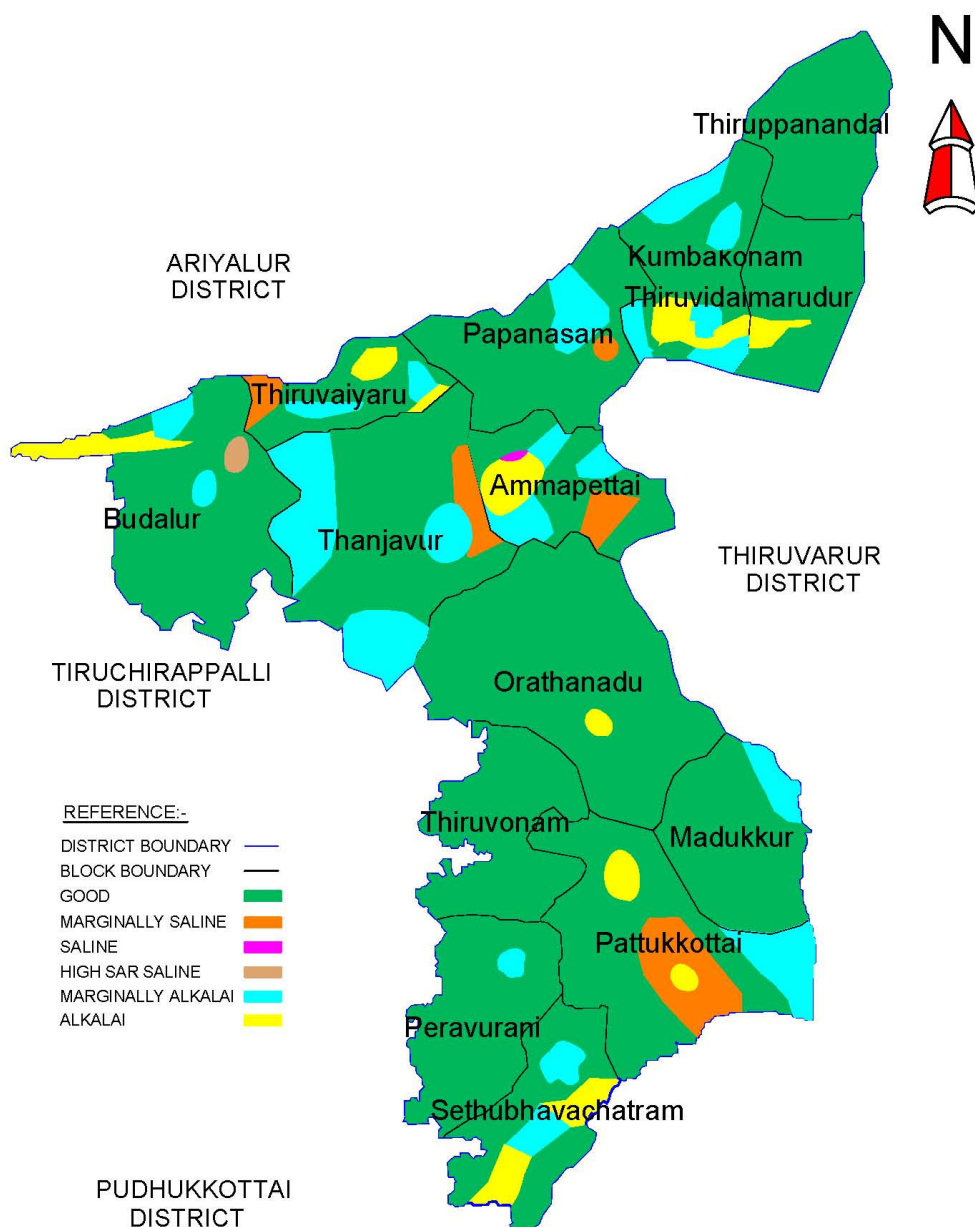 N
Thiruppanandal
Kumbakonam
ARIYALUR
DISTRICT
Thiruvidaimarudur
Papanasam
Thiruvaiyaru
Ammapettai
Budalur
Thanjavur
THIRUVARUR
DISTRICT
TIRUCHIRAPPALLI
DISTRICT
Orathanadu
Thiruvonam
Madukkur
REFERENCE:-
DISTRICT BOUNDARY
BLOCK BOUNDARY
GOOD
MARGINALLY SALINE
SALINE
HIGH SAR SALINE
MARGINALLY ALKALAI
ALKALAI
Pattukkottai
Peravurani
Sethubhavachatram
PUDHUKKOTTAI
DISTRICT